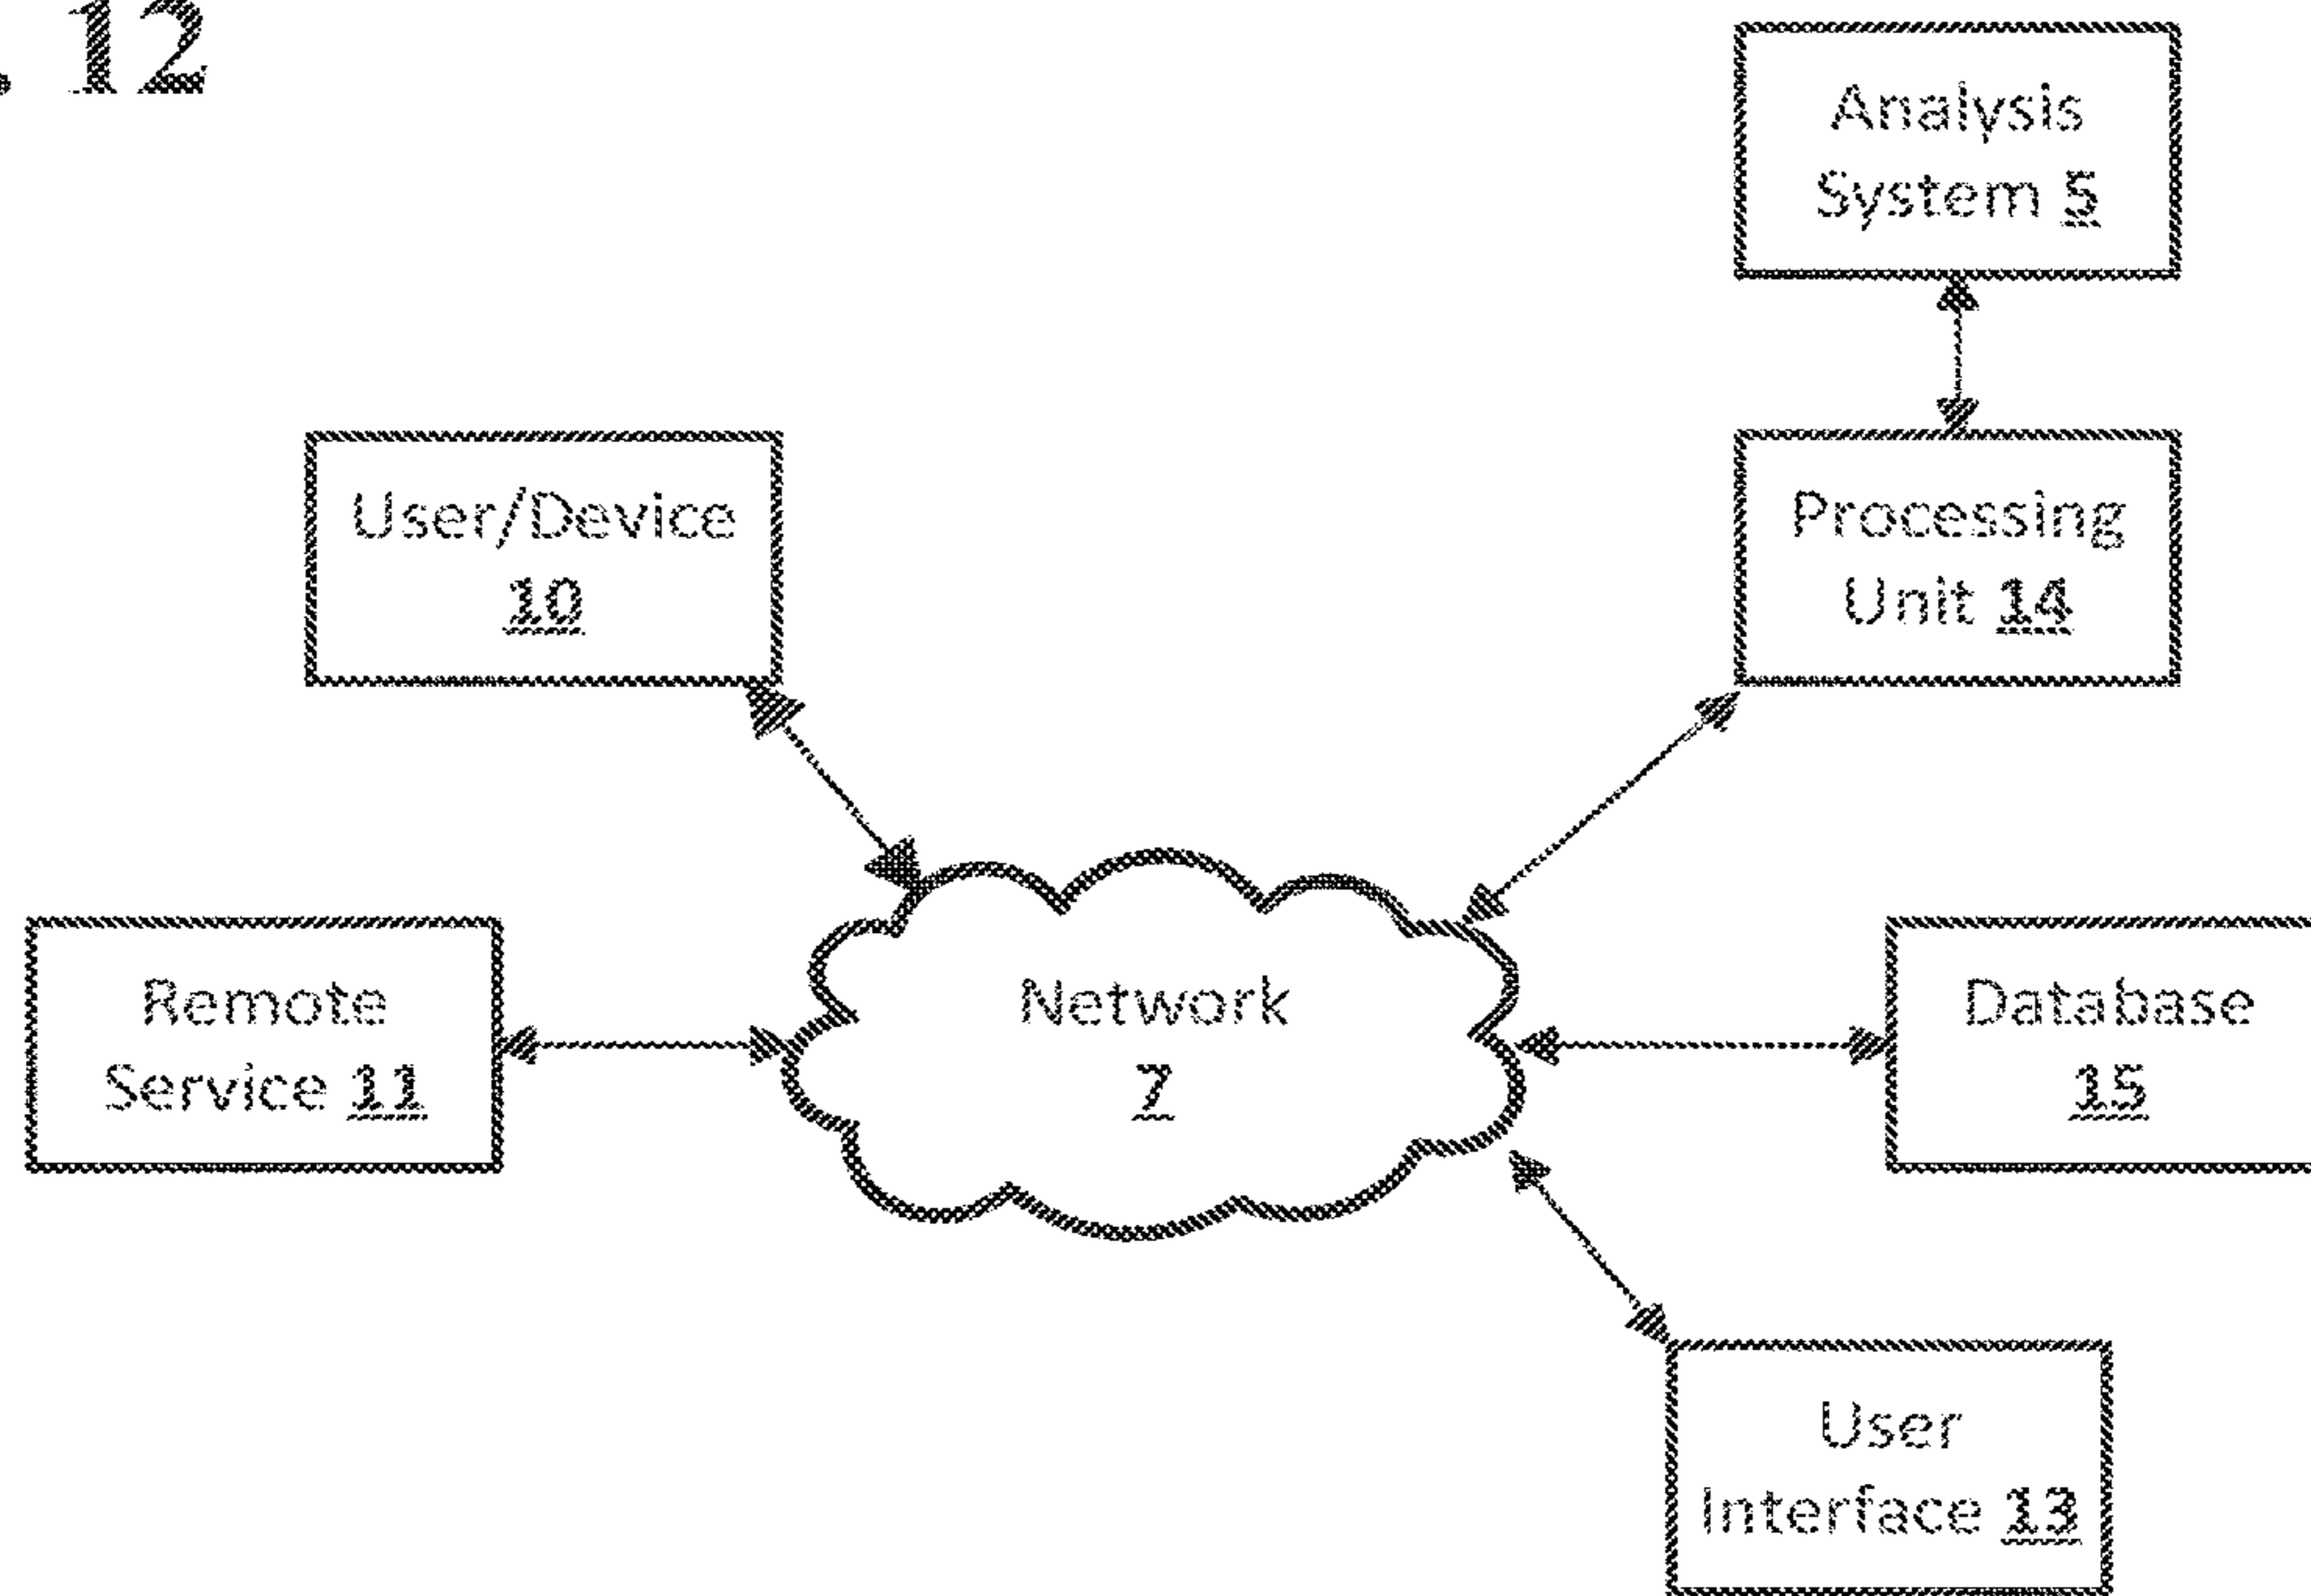 . 12
Analysis
System 5
User/Device
10
Processing
Unit 14
Remote
Service 11
Network
7
Database
15
User
Interface 13